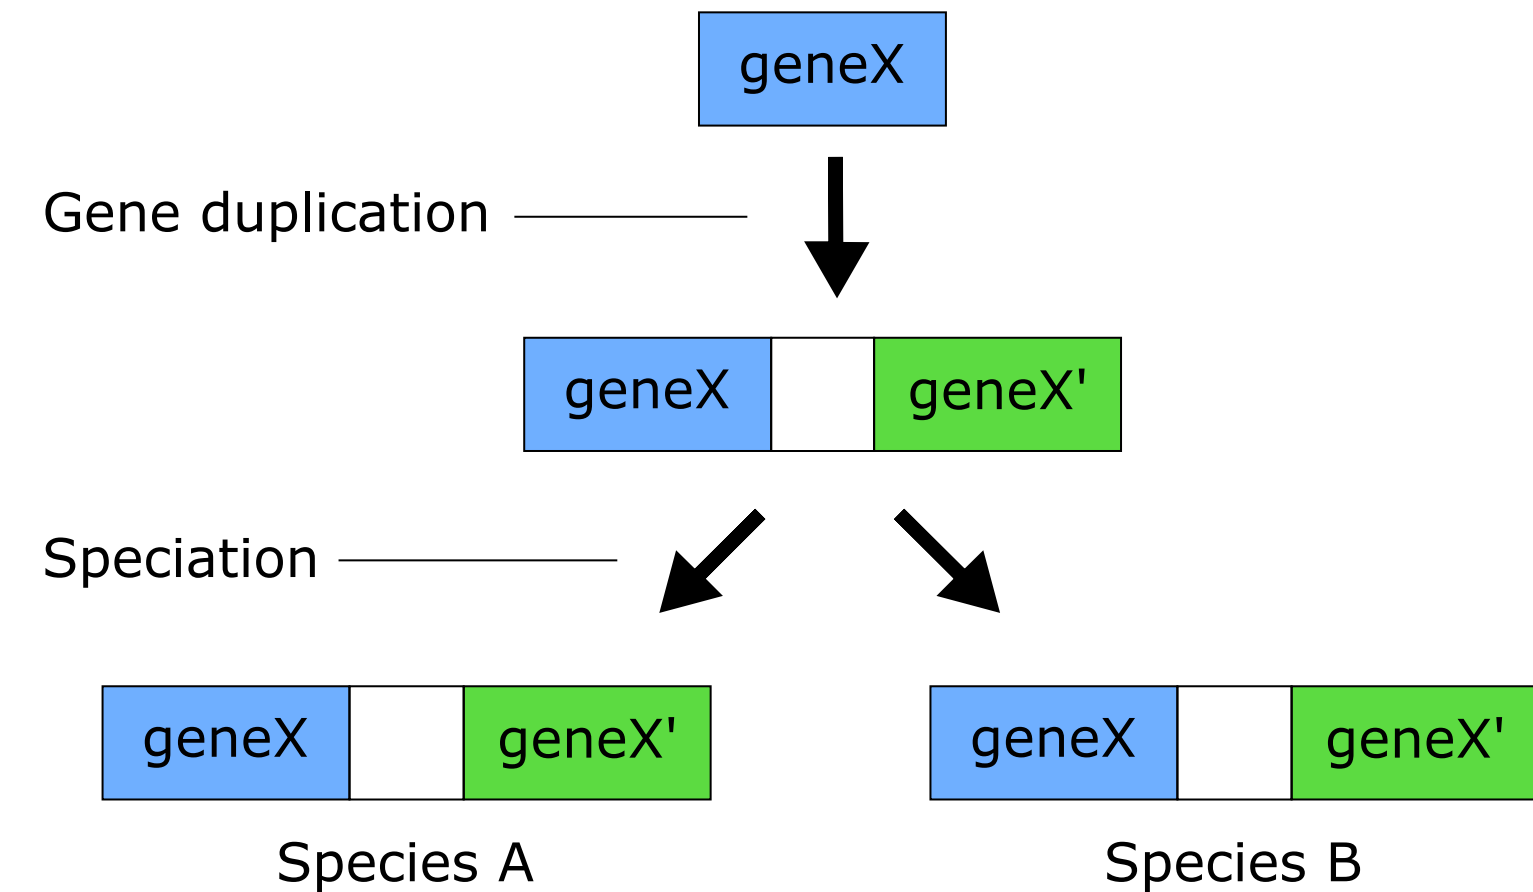 geneX
Gene duplication
geneX geneX'
Speciation
geneX geneX' geneX geneX'
Species A Species B